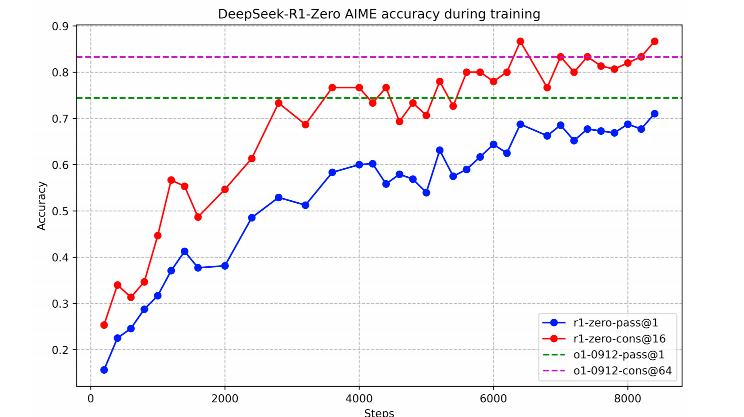 DeepSeek-R1-Zero AIME accuracy during training
0.9
0.8
0.7
0.6
0.5
0.4
0.3
0.2
Accuracy
0 2000 4000 6000 8000
Steps
r1-zero-pass@1
r1-zero-cons@16
o1-0912-pass@1
o1-0912-cons@64